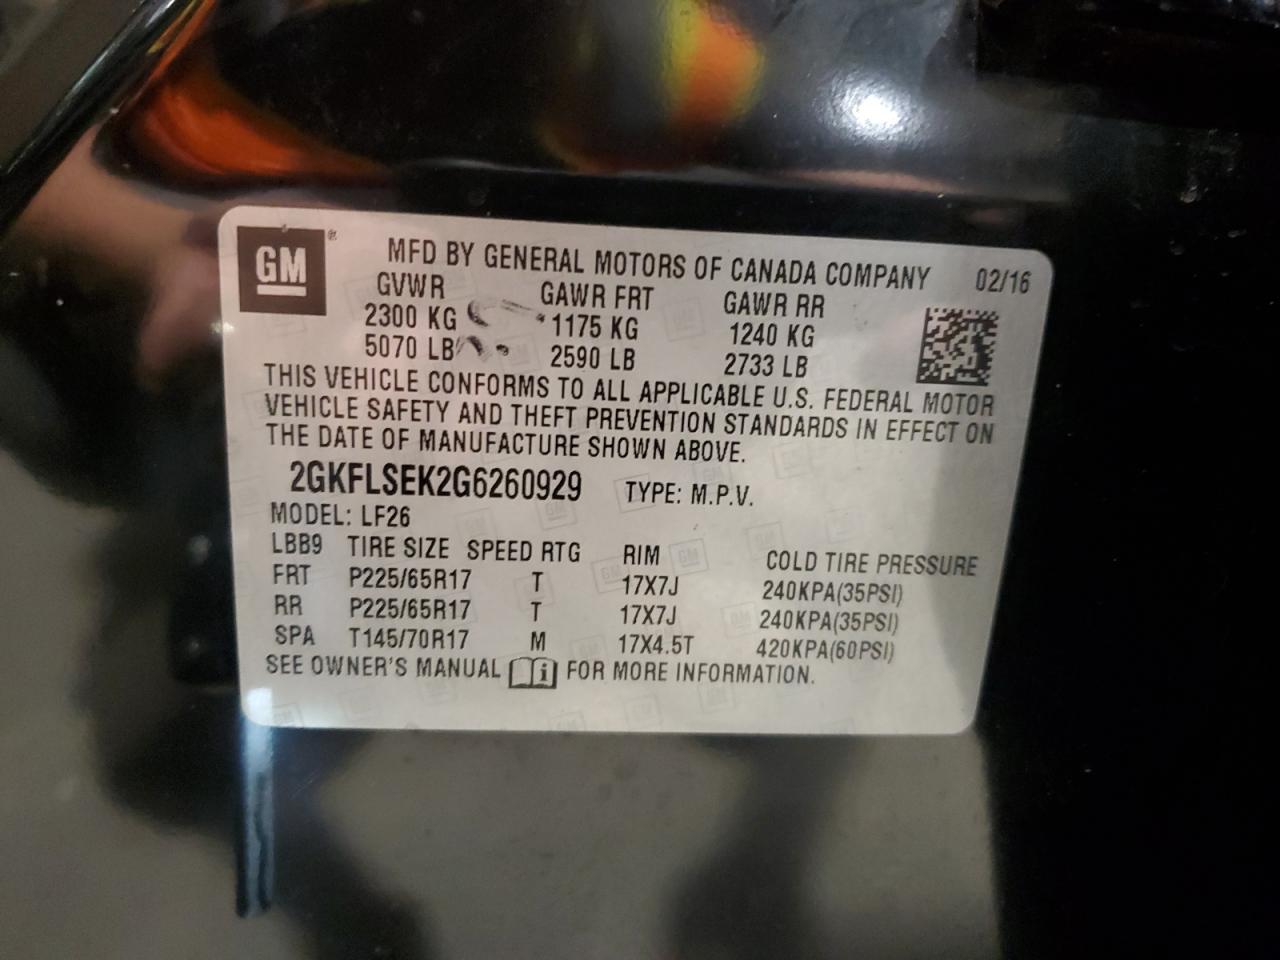 GM ®
MFD BY GENERAL MOTORS OF CANADA COMPANY 02/16
GVWR GAWR FRT GAWR RR
2300 KG 1175 KG 1240 KG
5070 LB 2590 LB 2733 LB
THIS VEHICLE CONFORMS TO ALL APPLICABLE U.S. FEDERAL MOTOR
VEHICLE SAFETY AND THEFT PREVENTION STANDARDS IN EFFECT ON
THE DATE OF MANUFACTURE SHOWN ABOVE.
2GKFLSEK2G6260929 TYPE: M.P.V.
MODEL: LF26
LBB9 TIRE SIZE SPEED RTG RIM COLD TIRE PRESSURE
FRT P225/65R17 T 17X7J 240KPA(35PSI)
RR P225/65R17 T 17X7J 240KPA(35PSI)
SPA T145/70R17 M 17X4.5T 420KPA(60PSI)
SEE OWNER'S MANUAL i FOR MORE INFORMATION.